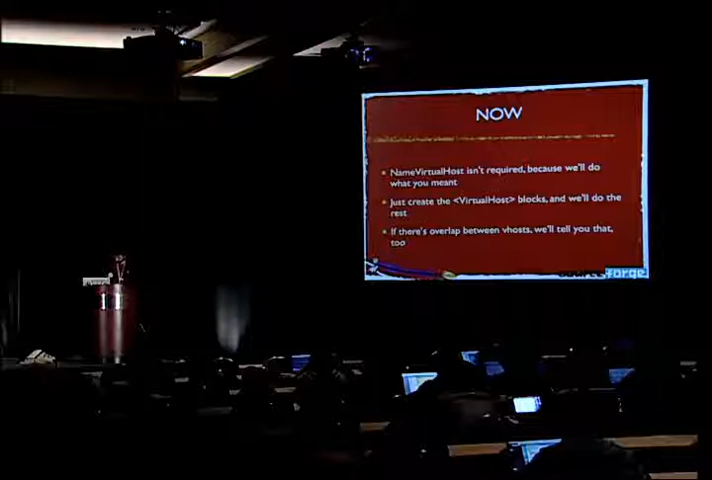 NOW
NameVirtualHost isn't required, because we'll do
what you meant
Just create the <VirtualHost> blocks, and we'll do the
rest
If there's overlap between vhosts, we'll tell you that,
too
sourceforge